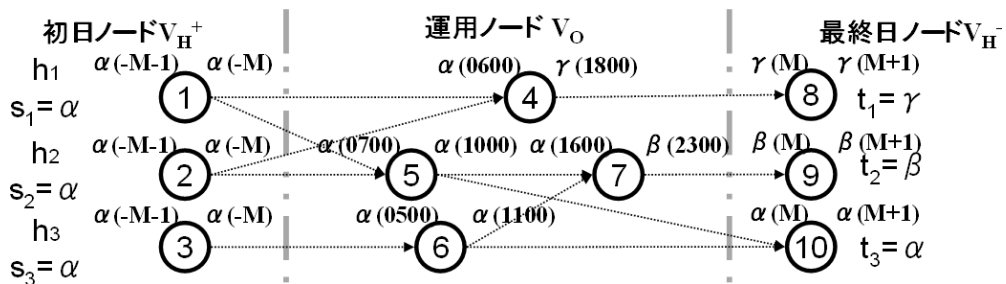 初日ノードV_H^+ 運用ノード V_O 最終日ノードV_H^-
h₁ α(-M-1) α(-M) α(0600) γ(1800) γ(M) γ(M+1)
1 4 8
s₁= α t₁= γ
h₂ α(-M-1) α(-M) α(0700) α(1000) α(1600) β(2300) β(M) β(M+1)
2 5 7 9
s₂= α t₂= β
h₃ α(-M-1) α(-M) α(0500) α(1100) α(M) α(M+1)
3 6 10
s₃= α t₃= α